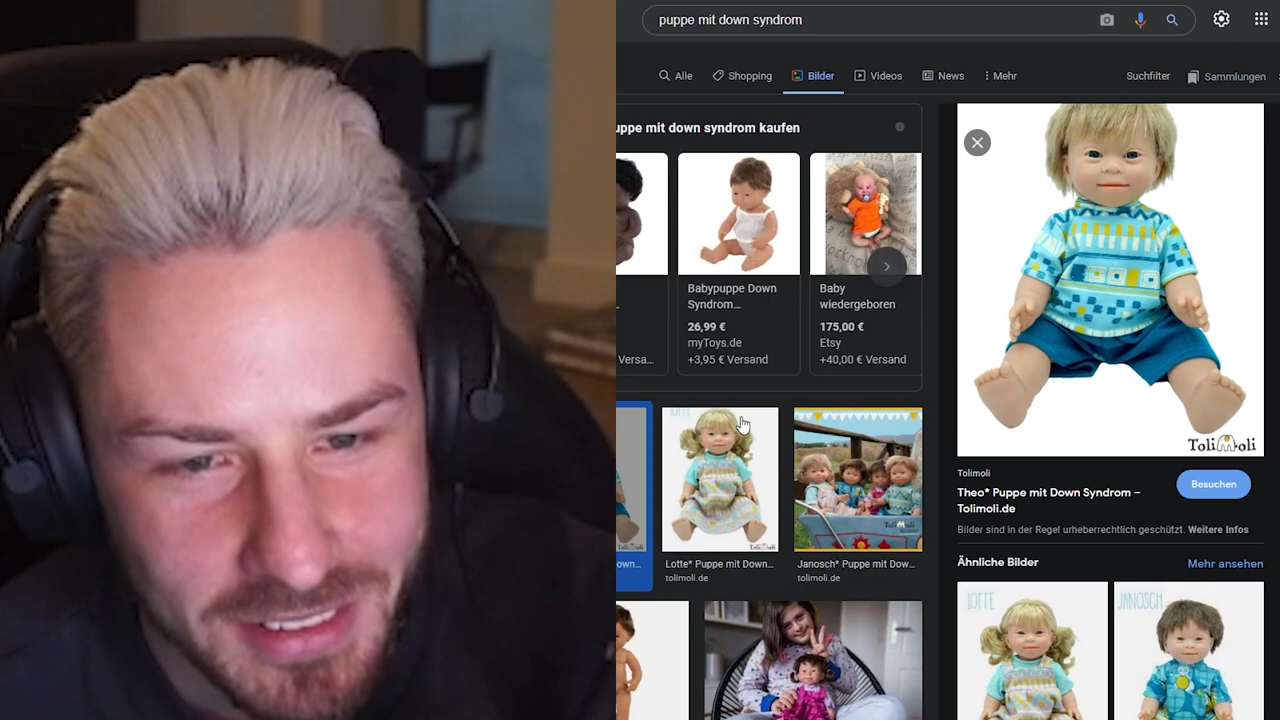 puppe mit down syndrom
Alle Shopping Bilder Videos News Mehr Suchfilter Sammlungen
uppe mit down syndrom kaufen
Babypuppe Down
Syndrom...
26,99 €
myToys.de
+3,95 € Versand
Baby
wiedergeboren
175,00 €
Etsy
+40,00 € Versand
Versa...
Tolimoli
Tolimoli
Theo* Puppe mit Down Syndrom –
Tolimoli.de
Besuchen
Bilder sind in der Regel urheberrechtlich geschützt. Weitere Infos
own...
Lotte* Puppe mit Down...
tolimoli.de
Janosch* Puppe mit Dow...
tolimoli.de
Ähnliche Bilder
Mehr ansehen
LOTTE
JANOSCH